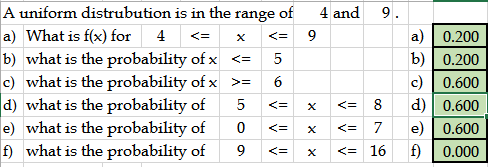 A uniform distrubution is in the range of 4 and 9 .
a) What is f(x) for 4 <= x <= 9 a) 0.200
b) what is the probability of x <= 5 b) 0.200
c) what is the probability of x >= 6 c) 0.600
d) what is the probability of 5 <= x <= 8 d) 0.600
e) what is the probability of 0 <= x <= 7 e) 0.600
f) what is the probability of 9 <= x <= 16 f) 0.000